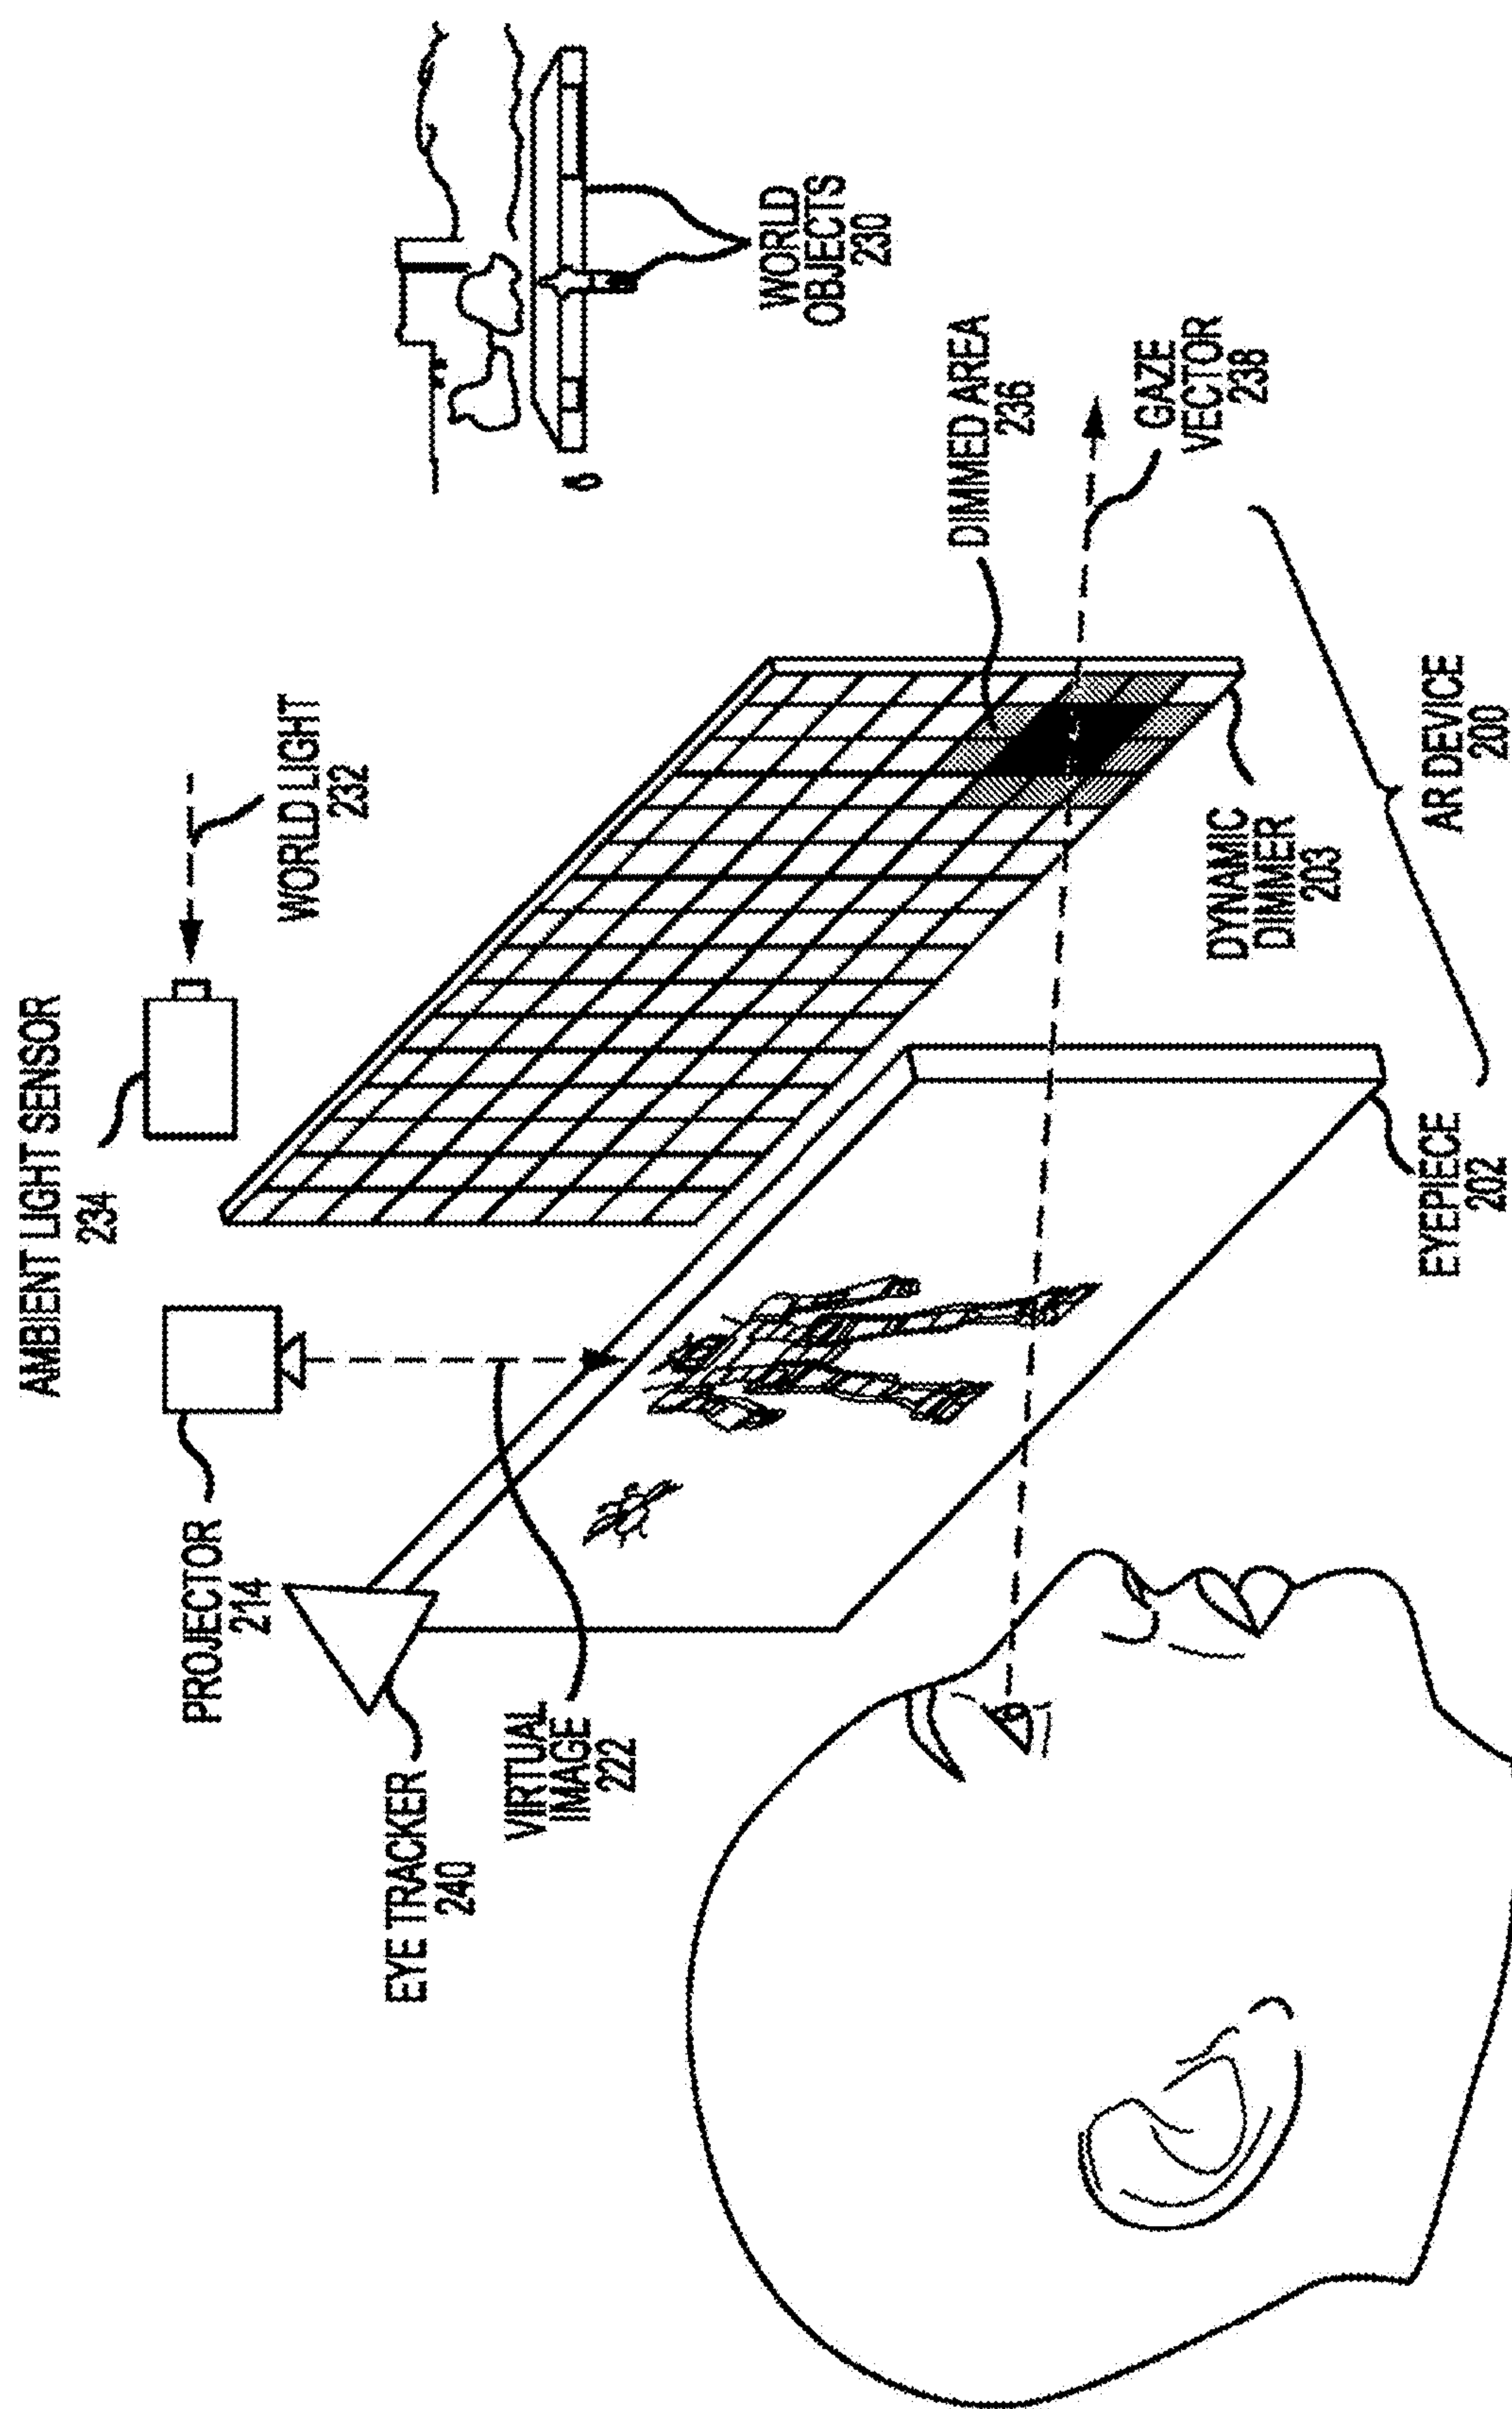 AMBIENT LIGHT SENSOR
234
WORLD LIGHT
232
PROJECTOR
214
EYE TRACKER
240
VIRTUAL
IMAGE
222
WORLD
OBJECTS
230
DIMMED AREA
236
GAZE
VECTOR
238
DYNAMIC
DIMMER
203
EYEPIECE
202
AR DEVICE
200